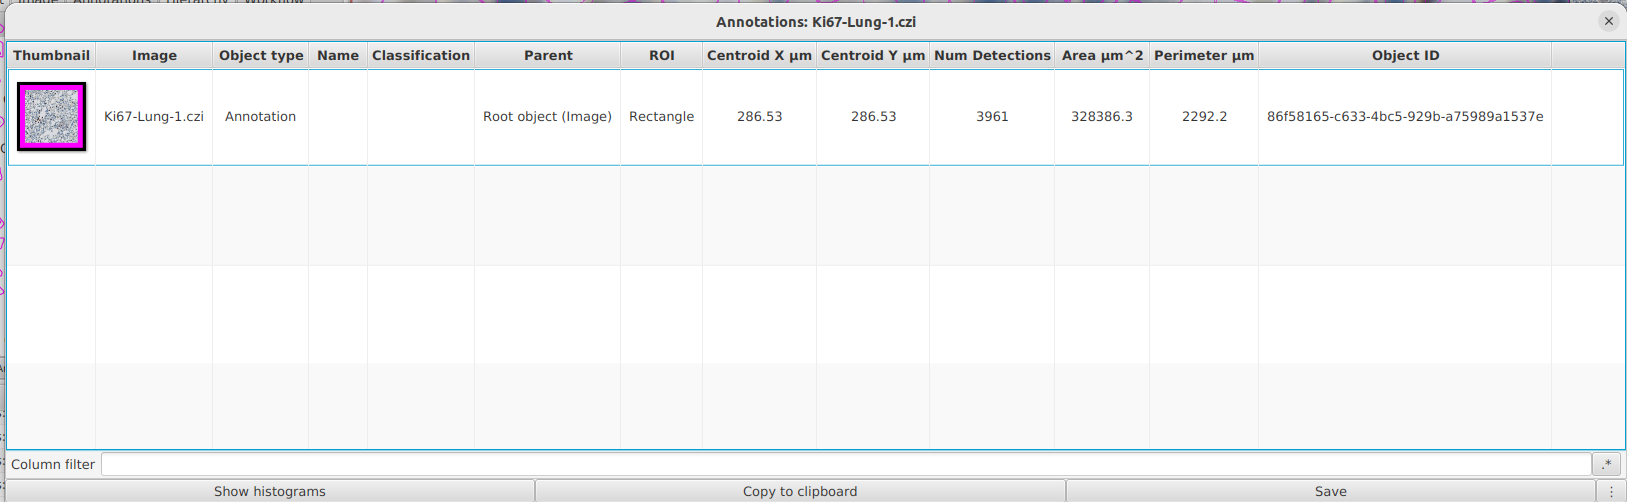 Annotations: Ki67-Lung-1.czi
Thumbnail Image Object type Name Classification Parent ROI Centroid X µm Centroid Y µm Num Detections Area µm^2 Perimeter µm Object ID
Ki67-Lung-1.czi Annotation Root object (Image) Rectangle 286.53 286.53 3961 328386.3 2292.2 86f58165-c633-4bc5-929b-a75989a1537e
Column filter .*
Show histograms Copy to clipboard Save